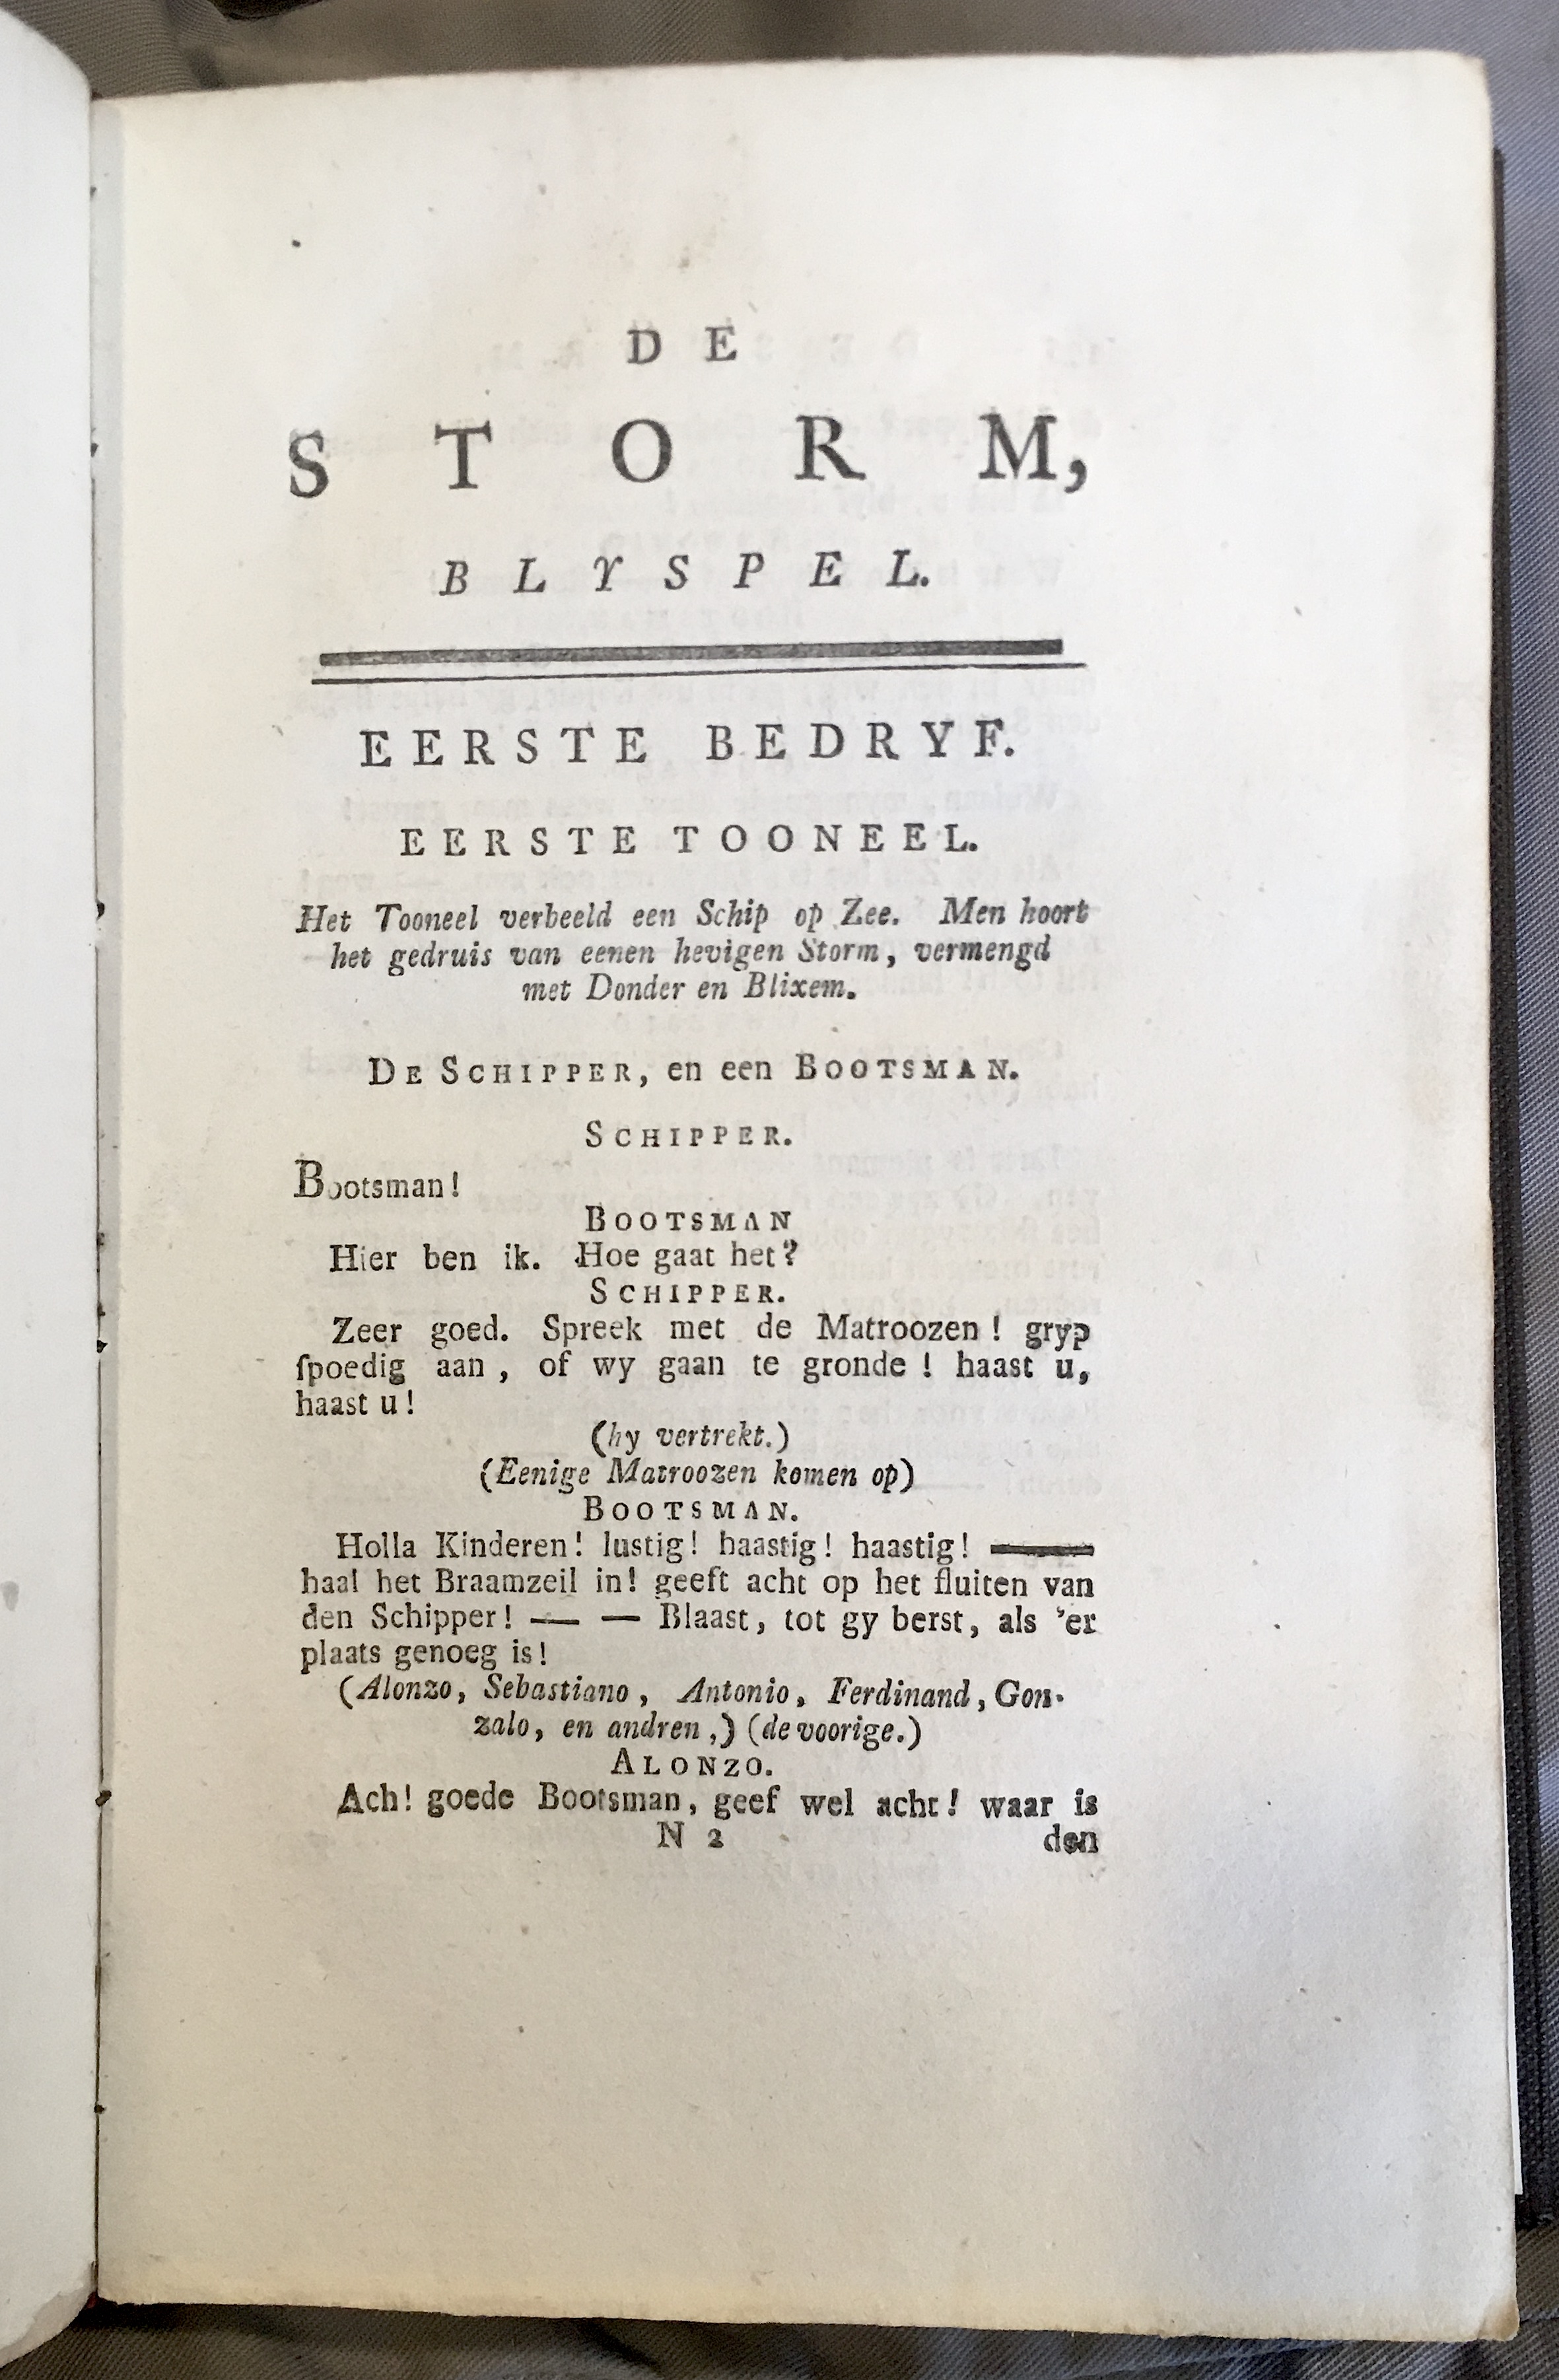 DE
STORM,
BLYSPEL.
EERSTE BEDRYF.
EERSTE TOONEEL.
Het Tooneel verbeeld een Schip op Zee. Men hoort
het gedruis van eenen hevigen Storm, vermengd
met Donder en Blixem.
DE SCHIPPER, en een BOOTSMAN.
SCHIPPER.
Bootsman!
BOOTSMAN
Hier ben ik. Hoe gaat het?
SCHIPPER.
Zeer goed. Spreek met de Matroozen! gryp
ſpoedig aan, of wy gaan te gronde! haast u,
haast u!
(hy vertrekt.)
(Eenige Matroozen komen op)
BOOTSMAN.
Holla Kinderen! lustig! haastig! haastig! ——
haal het Braamzeil in! geeft acht op het fluiten van
den Schipper! — — Blaast, tot gy berst, als 'er
plaats genoeg is!
(Alonzo, Sebastiano, Antonio, Ferdinand, Gon-
zalo, en andren,) (de voorige.)
ALONZO.
Ach! goede Bootsman, geef wel acht! waar is
N 2 den